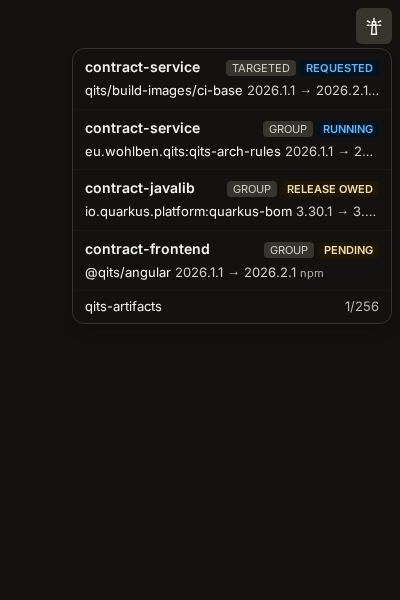 contract-service TARGETED REQUESTED
qits/build-images/ci-base 2026.1.1 → 2026.2.1...
contract-service GROUP RUNNING
eu.wohlben.qits:qits-arch-rules 2026.1.1 → 2...
contract-javalib GROUP RELEASE OWED
io.quarkus.platform:quarkus-bom 3.30.1 → 3....
contract-frontend GROUP PENDING
@qits/angular 2026.1.1 → 2026.2.1 npm
qits-artifacts 1/256